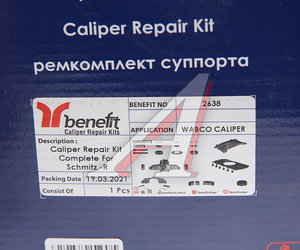 Caliper Repair Kit
ремкомплект суппорта
benefit
Caliper Repair Kits
BENEFIT NO 2638
APPLICATION WABCO CALIPER
Description :
Caliper Repair Kit
Complete For
Schmitz -R
Packing Date 19.03.2021
Consist Of 1 Pcs